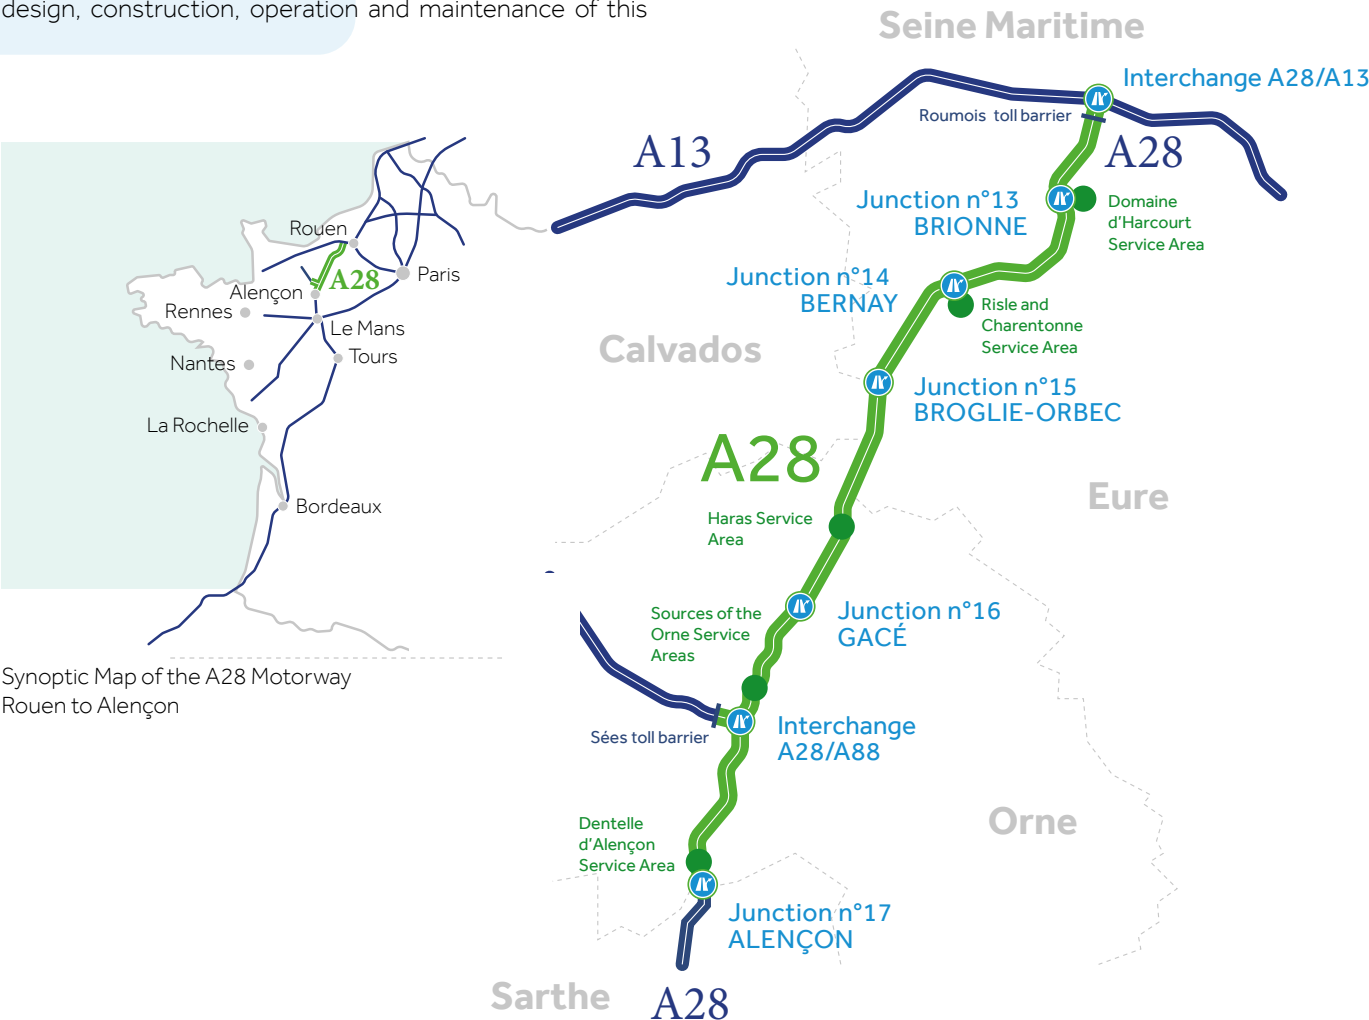 design, construction, operation and maintenance of this
Seine Maritime
Interchange A28/A13
Roumois toll barrier
A13
A28
Junction n°13
BRIONNE
Domaine
d'Harcourt
Service Area
Junction n°14
BERNAY
Risle and
Charentonne
Service Area
Calvados
Junction n°15
BROGLIE-ORBEC
A28
Eure
Haras Service
Area
Junction n°16
GACÉ
Sources of the
Orne Service
Areas
Sées toll barrier
Interchange
A28/A88
Orne
Dentelle
d'Alençon
Service Area
Junction n°17
ALENÇON
Sarthe
A28
Rouen
A28
Paris
Alençon
Rennes
Le Mans
Tours
Nantes
La Rochelle
Bordeaux
Synoptic Map of the A28 Motorway
Rouen to Alençon